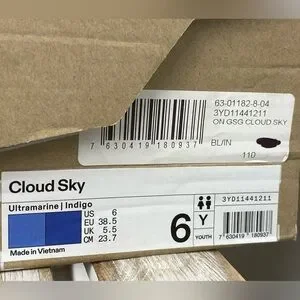 63-01182-8-04
3YD11441211
ON GSG CLOUD SKY
7 630419 180937
BL/IN
110
Cloud Sky
Ultramarine | Indigo
US 6
EU 38.5
UK 5.5
CM 23.7
Made in Vietnam
6
Y
YOUTH
3YD11441211
7 630419 180937